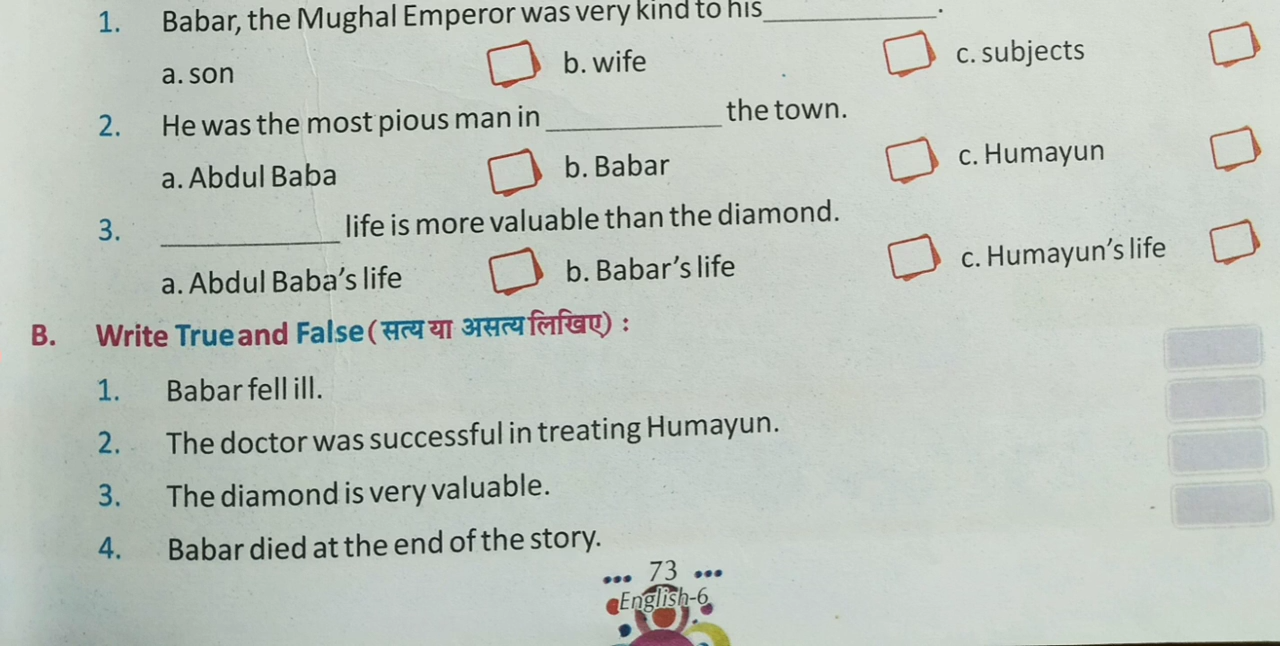 1. Babar, the Mughal Emperor was very kind to his____________.
a. son b. wife c. subjects
2. He was the most pious man in ____________ the town.
a. Abdul Baba b. Babar c. Humayun
3. ____________ life is more valuable than the diamond.
a. Abdul Baba's life b. Babar's life c. Humayun's life
B. Write True and False (सत्य या असत्य लिखिए) :
1. Babar fell ill.
2. The doctor was successful in treating Humayun.
3. The diamond is very valuable.
4. Babar died at the end of the story.
••• 73 •••
English-6